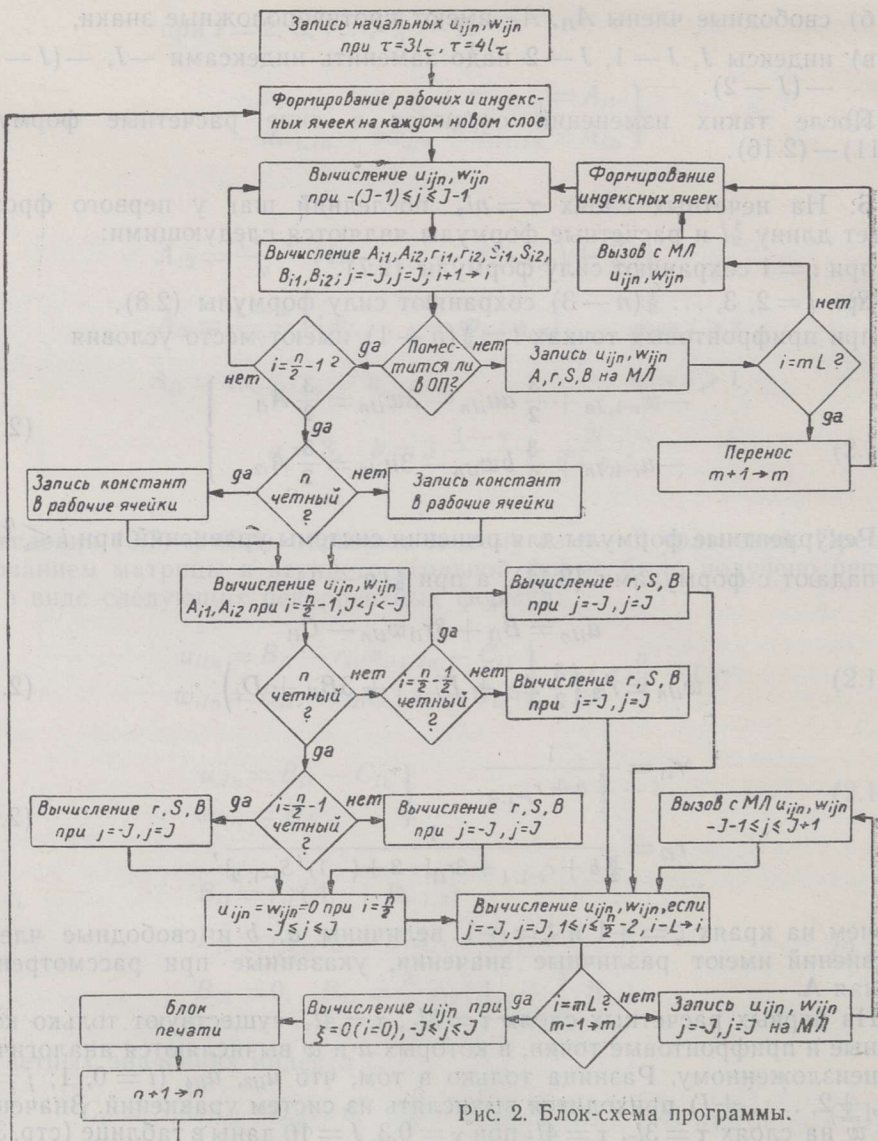 Запись начальных u_ijn, w_ijn
при τ=3l_τ, τ=4l_τ
Формирование рабочих и индекс-
ных ячеек на каждом новом слое
Вычисление u_ijn, w_ijn
при -(J-1)≤j≤J-1
Формирование
индексных ячеек
Вычисление A_i1, A_i2, r_i1, r_i2, S_i1, S_i2,
B_i1, B_i2; j=-J, j=J; i+1→i
Вызов с МЛ
u_ijn, w_ijn
нет
i=n/2-1 ?
да
нет
Помес-
тится ли
в ОП?
нет
Запись u_ijn, w_ijn
A, r, S, B на МЛ
i=mL ?
да
да
Перенос
m+1→m
Запись констант
в рабочие ячейки
да
n
четный
?
нет
Запись констант
в рабочие ячейки
Вычисление u_ijn, w_ijn
A_i1, A_i2 при i=n/2-1, J<j<-J
Вычисление r, S, B
при j=-J, j=J
да
n
четный
?
нет
i=n/2-1/2
четный
?
нет
Вычисление r, S, B
при j=-J, j=J
да
Вычисление r, S, B
при j=-J, j=J
да
i=n/2-1
четный
?
нет
Вычисление r, S, B
при j=-J, j=J
Вызов с МЛ u_ijn, w_ijn
-J-1≤j≤J+1
u_ijn=w_ijn=0 при i=n/2
-J≤j≤J
Вычисление u_ijn, w_ijn, если
j=-J, j=J, 1≤i≤n/2-2, i-L→i
Блок
печати
Вычисление u_ijn при
ξ=0(i=0), -J≤j≤J
да
i=mL ?
m-1→m
нет
Запись u_ijn, w_ijn
j=-J, j=J на МЛ
n+1→n
Рис. 2. Блок-схема программы.